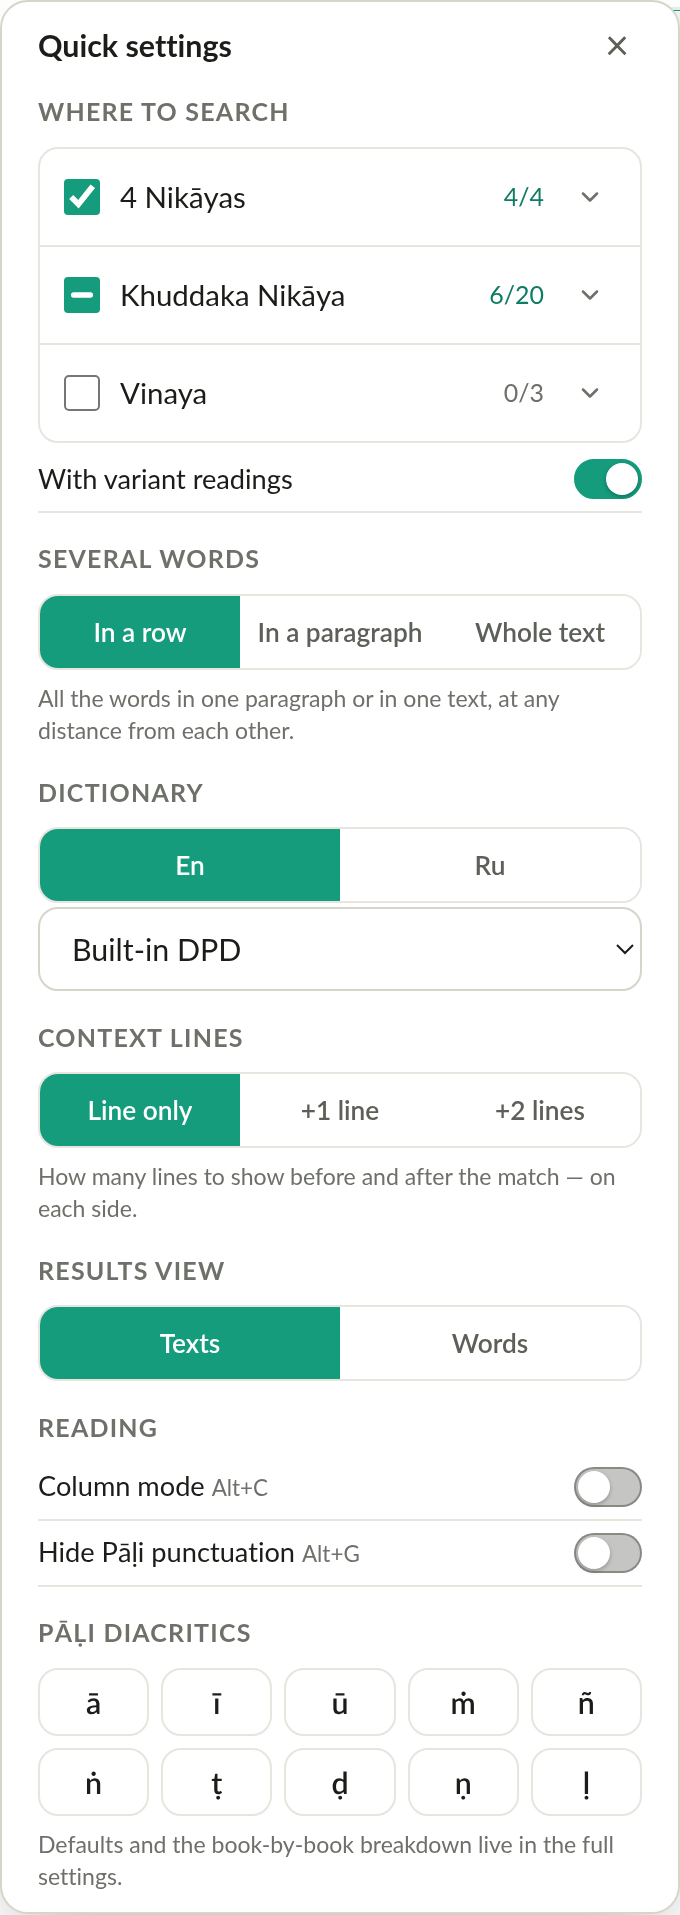 Quick settings
WHERE TO SEARCH
4 Nikāyas 4/4
Khuddaka Nikāya 6/20
Vinaya 0/3
With variant readings
SEVERAL WORDS
In a row In a paragraph Whole text
All the words in one paragraph or in one text, at any
distance from each other.
DICTIONARY
En Ru
Built-in DPD
CONTEXT LINES
Line only +1 line +2 lines
How many lines to show before and after the match — on
each side.
RESULTS VIEW
Texts Words
READING
Column mode Alt+C
Hide Pāḷi punctuation Alt+G
PĀḶI DIACRITICS
ā ī ū ṁ ñ
ṅ ṭ ḍ ṇ ḷ
Defaults and the book-by-book breakdown live in the full
settings.